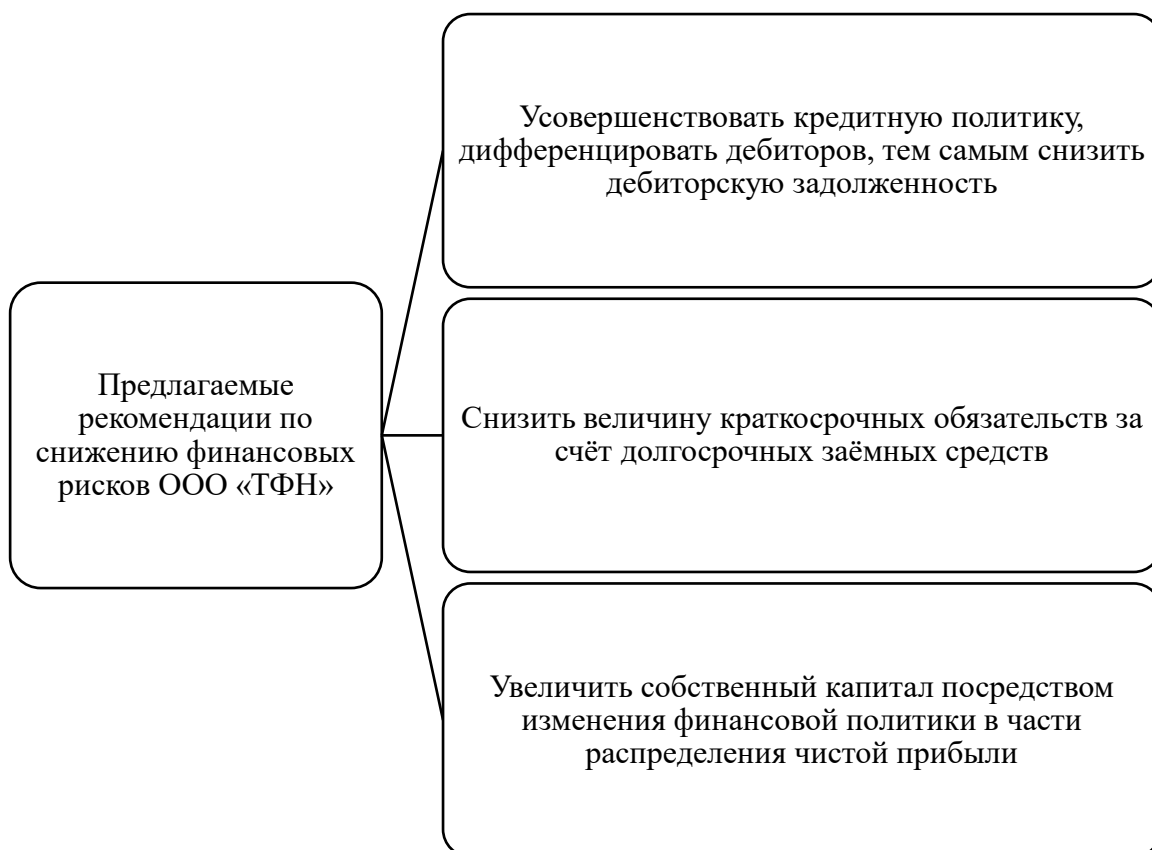 Усовершенствовать кредитную политику,
дифференцировать дебиторов, тем самым снизить
дебиторскую задолженность
Предлагаемые
рекомендации по
снижению финансовых
рисков ООО «ТФН»
Снизить величину краткосрочных обязательств за
счёт долгосрочных заёмных средств
Увеличить собственный капитал посредством
изменения финансовой политики в части
распределения чистой прибыли